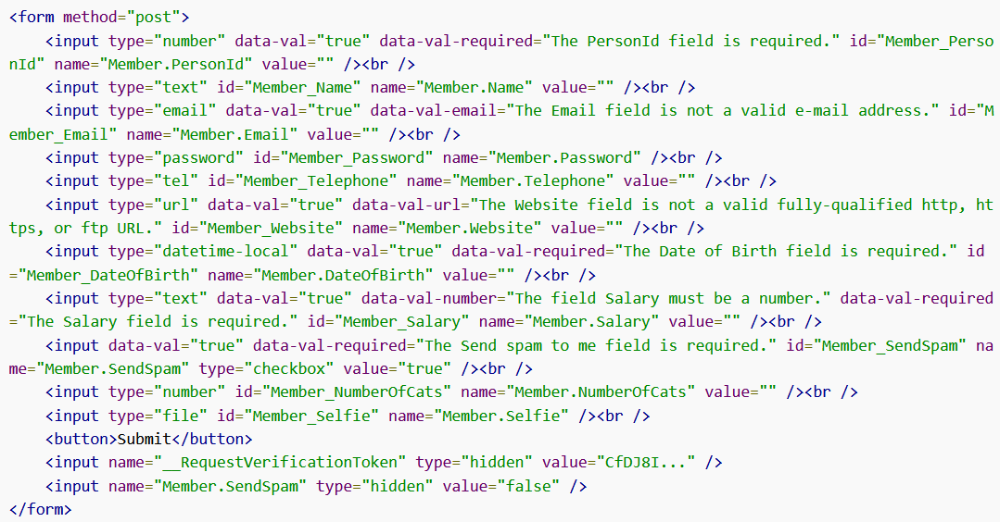 <form method="post">
    <input type="number" data-val="true" data-val-required="The PersonId field is required." id="Member_Perso
nId" name="Member.PersonId" value="" /><br />
    <input type="text" id="Member_Name" name="Member.Name" value="" /><br />
    <input type="email" data-val="true" data-val-email="The Email field is not a valid e-mail address." id="M
ember_Email" name="Member.Email" value="" /><br />
    <input type="password" id="Member_Password" name="Member.Password" /><br />
    <input type="tel" id="Member_Telephone" name="Member.Telephone" value="" /><br />
    <input type="url" data-val="true" data-val-url="The Website field is not a valid fully-qualified http, ht
tps, or ftp URL." id="Member_Website" name="Member.Website" value="" /><br />
    <input type="datetime-local" data-val="true" data-val-required="The Date of Birth field is required." id
="Member_DateOfBirth" name="Member.DateOfBirth" value="" /><br />
    <input type="text" data-val="true" data-val-number="The field Salary must be a number." data-val-required
="The Salary field is required." id="Member_Salary" name="Member.Salary" value="" /><br />
    <input data-val="true" data-val-required="The Send spam to me field is required." id="Member_SendSpam" na
me="Member.SendSpam" type="checkbox" value="true" /><br />
    <input type="number" id="Member_NumberOfCats" name="Member.NumberOfCats" value="" /><br />
    <input type="file" id="Member_Selfie" name="Member.Selfie" /><br />
    <button>Submit</button>
    <input name="__RequestVerificationToken" type="hidden" value="CfDJ8I..." />
    <input name="Member.SendSpam" type="hidden" value="false" />
</form>